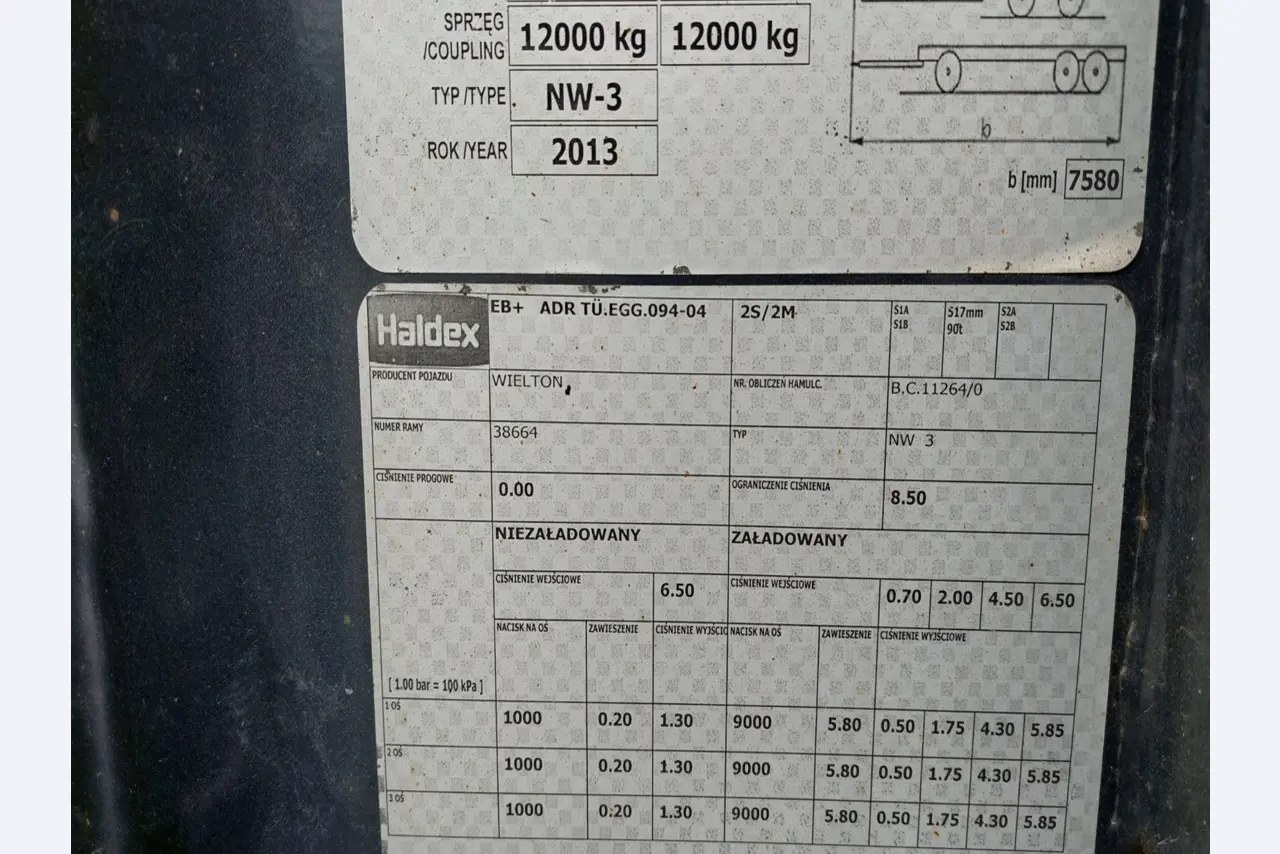 SPRZĘG
/COUPLING 12000 kg 12000 kg
TYP /TYPE. NW-3
ROK /YEAR 2013
b
b [mm] 7580
Haldex EB+ ADR TÜ.EGG.094-04 2S/2M S1A S17mm S2A
S1B 90t S2B
PRODUCENT POJAZDU WIELTON NR. OBLICZEŃ HAMULC. B.C.11264/0
NUMER RAMY 38664 TYP NW 3
CIŚNIENIE PROGOWE 0.00 OGRANICZENIE CIŚNIENIA 8.50
NIEZAŁADOWANY ZAŁADOWANY
CIŚNIENIE WEJŚCIOWE 6.50 CIŚNIENIE WEJŚCIOWE 0.70 2.00 4.50 6.50
NACISK NA OŚ ZAWIESZENIE CIŚNIENIE WYJŚCIO NACISK NA OŚ ZAWIESZENIE CIŚNIENIE WYJŚCIOWE
[ 1.00 bar = 100 kPa ]
1 OŚ 1000 0.20 1.30 9000 5.80 0.50 1.75 4.30 5.85
2 OŚ 1000 0.20 1.30 9000 5.80 0.50 1.75 4.30 5.85
3 OŚ 1000 0.20 1.30 9000 5.80 0.50 1.75 4.30 5.85